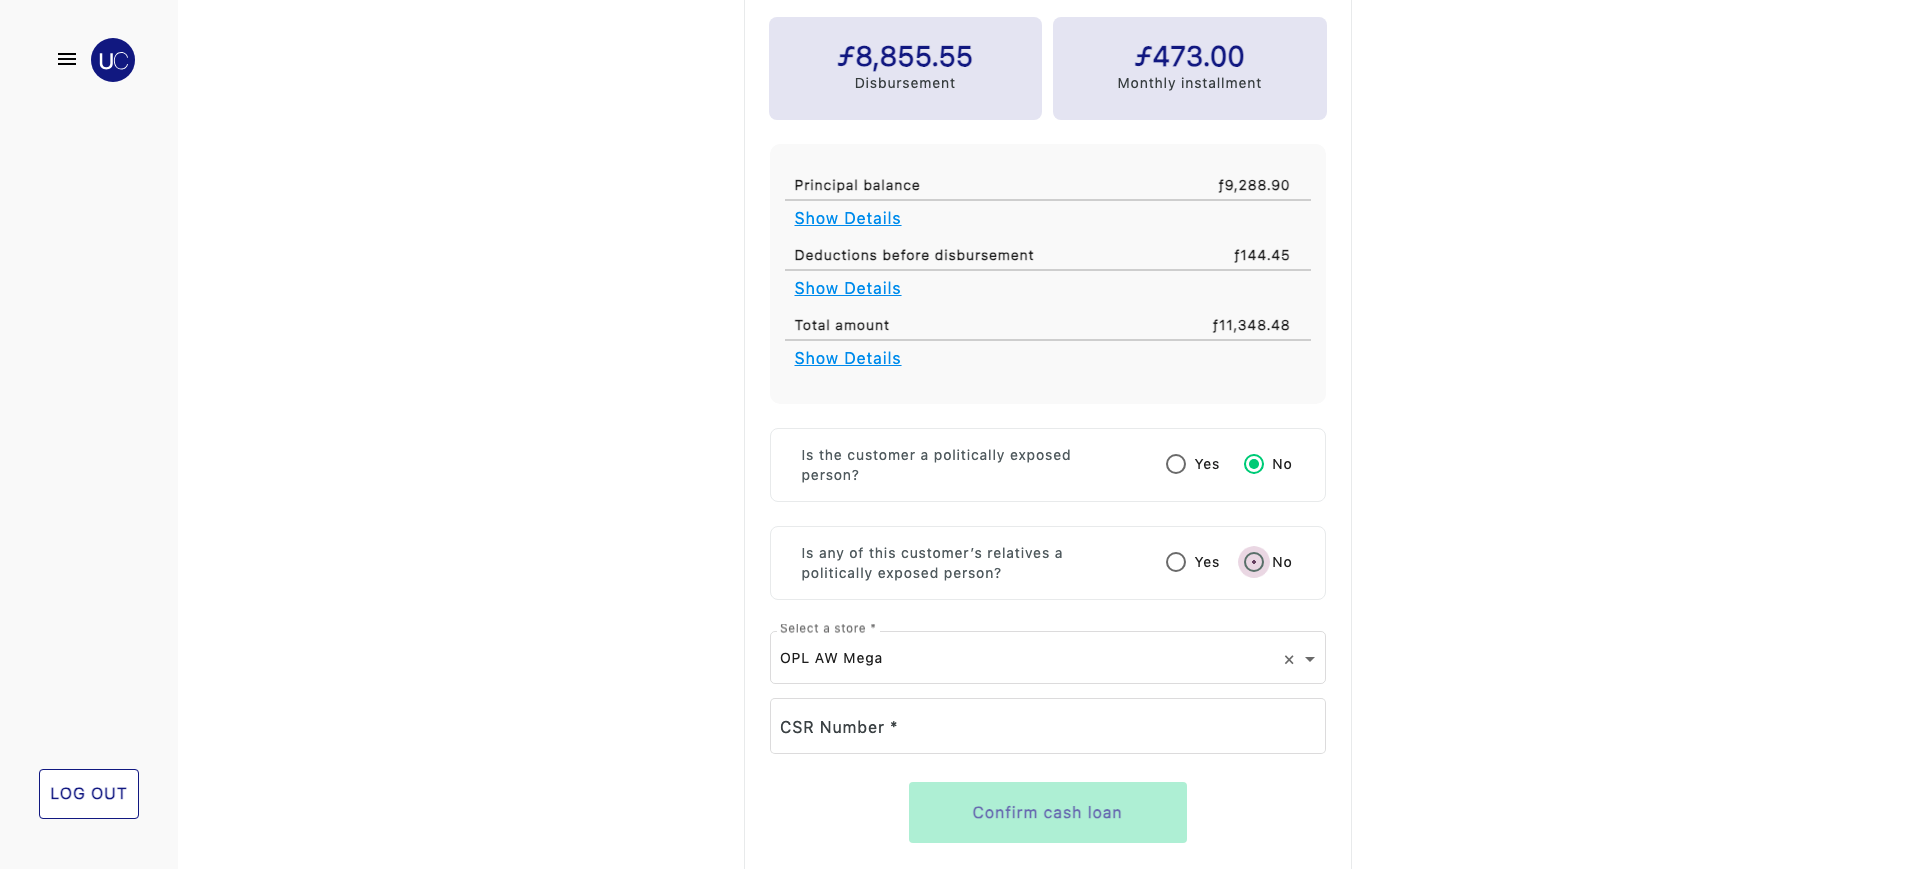 UC
ƒ8,855.55
Disbursement
ƒ473.00
Monthly installment
Principal balance ƒ9,288.90
Show Details
Deductions before disbursement ƒ144.45
Show Details
Total amount ƒ11,348.48
Show Details
Is the customer a politically exposed
person?
Yes No
Is any of this customer’s relatives a
politically exposed person?
Yes No
Select a store *
OPL AW Mega
CSR Number *
Confirm cash loan
LOG OUT